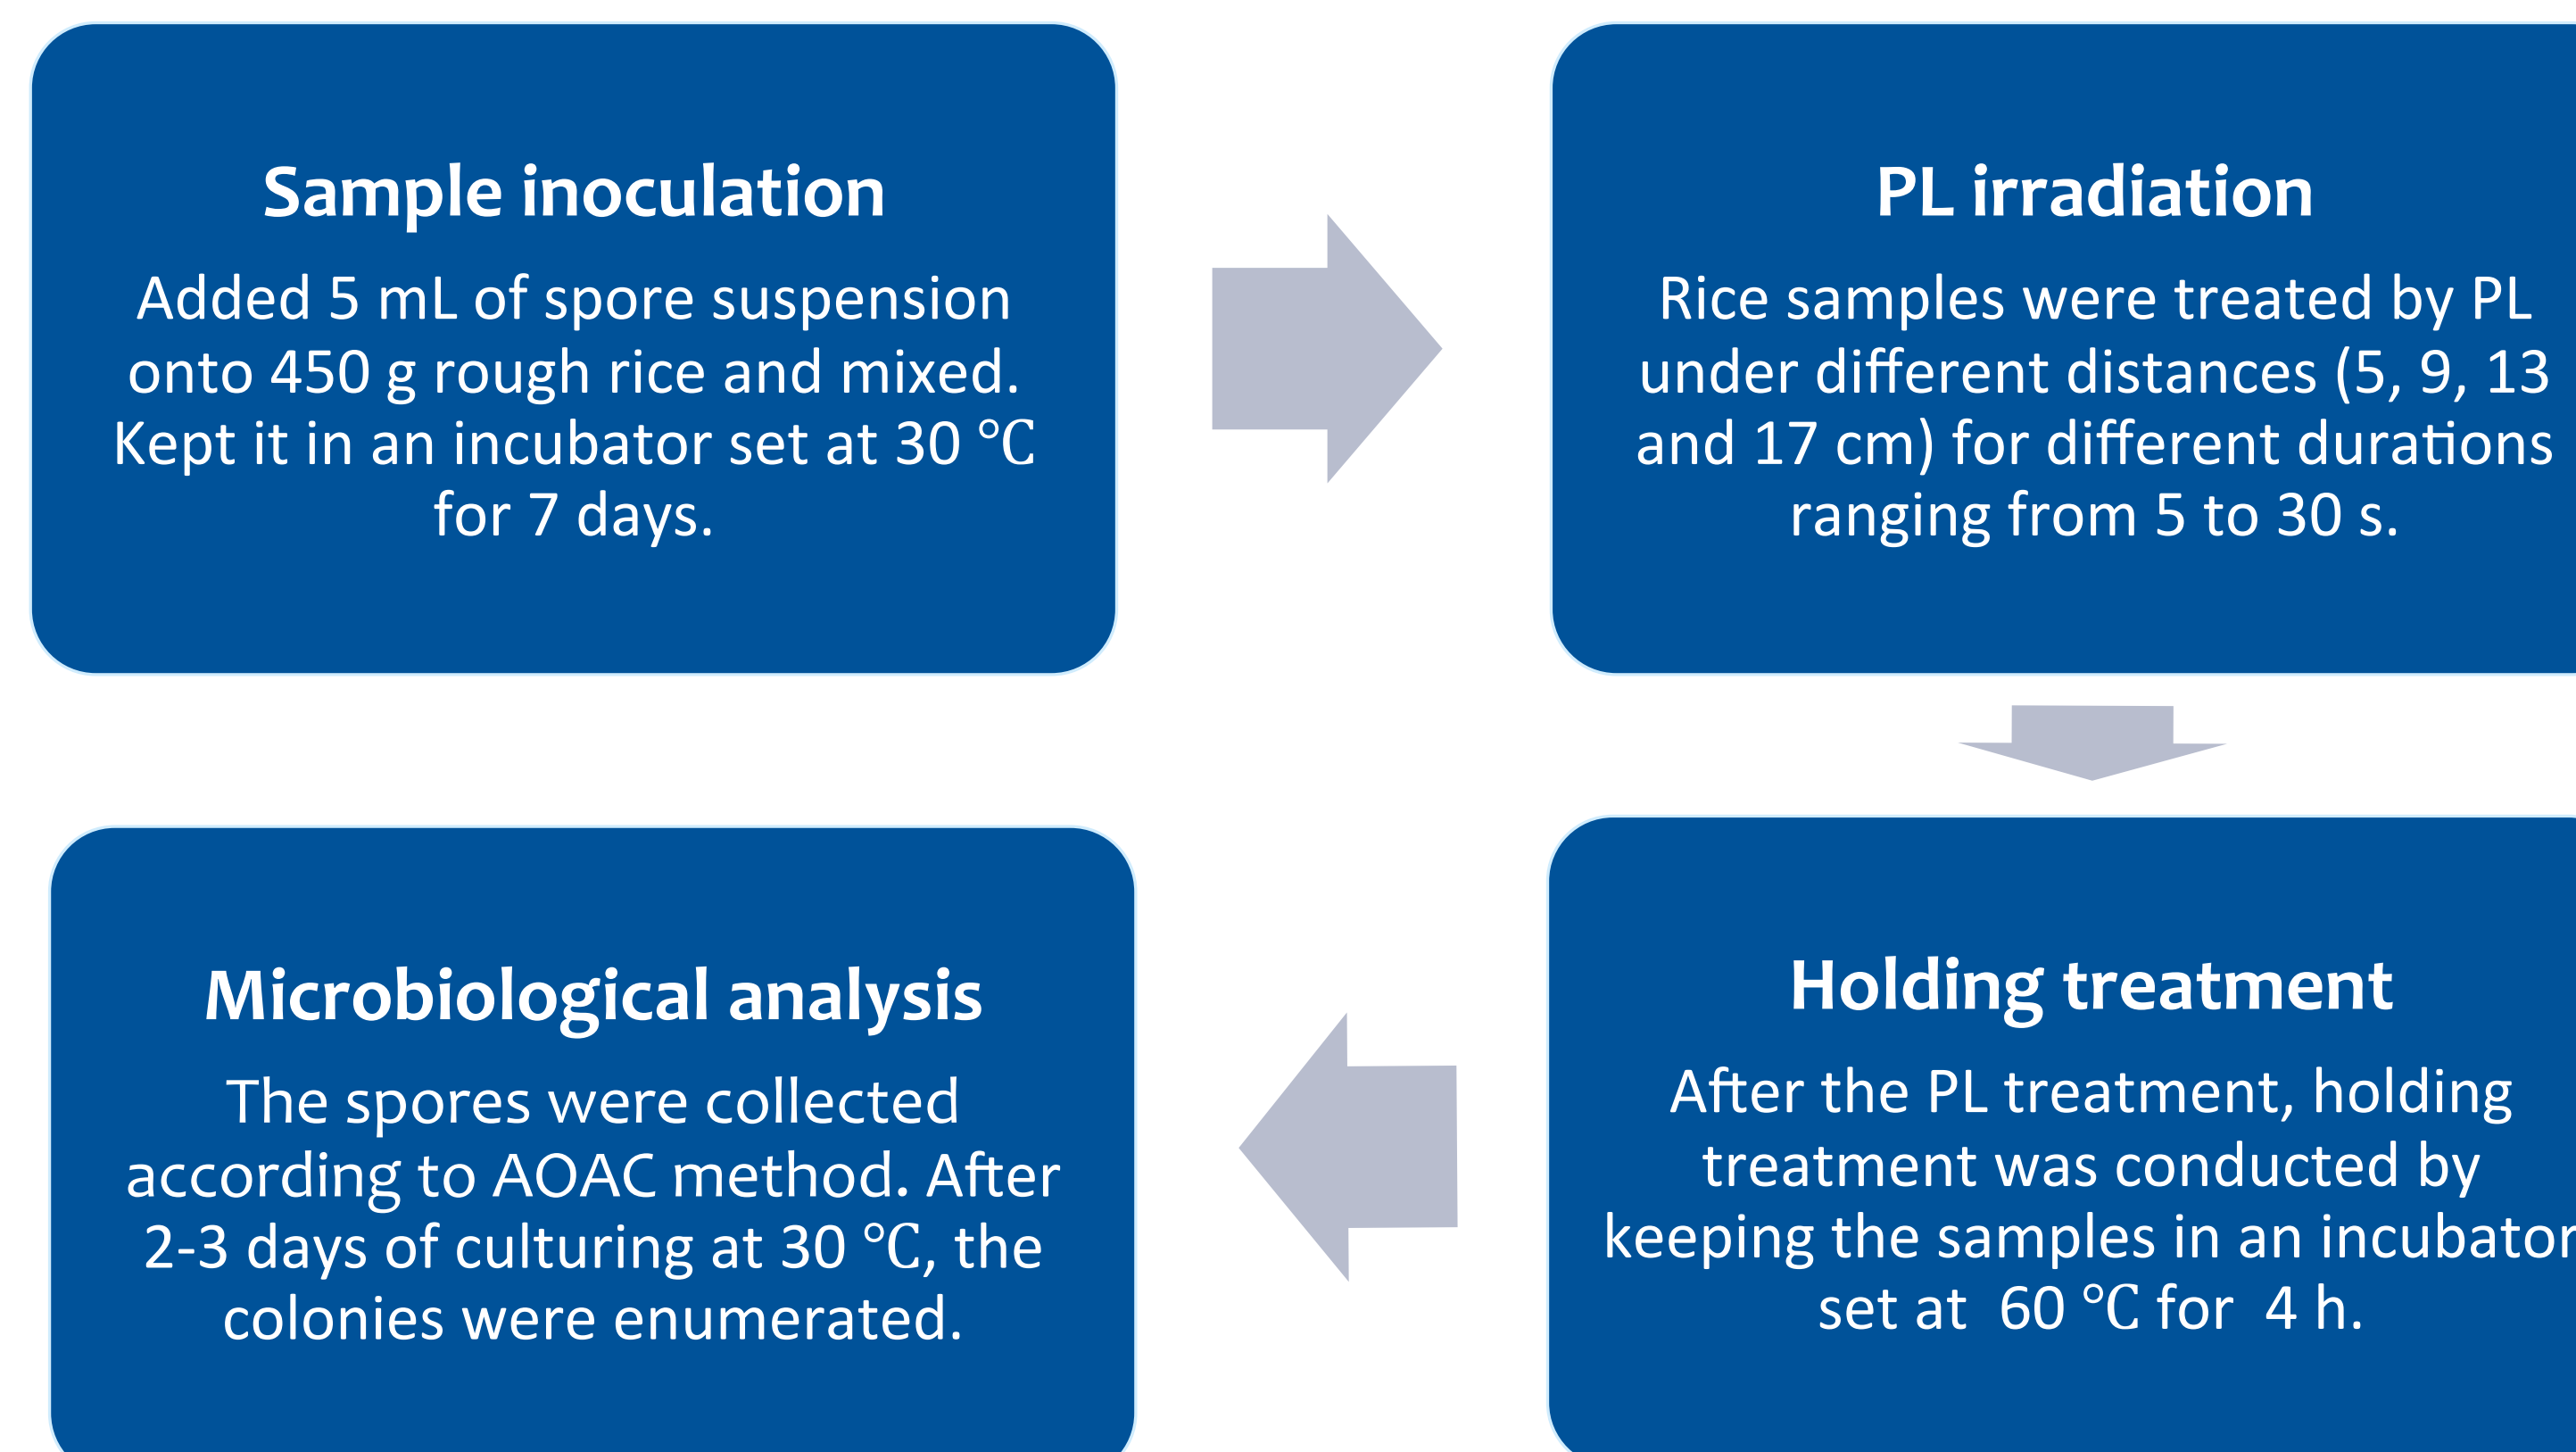 Sample inoculation
Added 5 mL of spore suspension
onto 450 g rough rice and mixed.
Kept it in an incubator set at 30 ℃
for 7 days.
PL irradiation
Rice samples were treated by PL
under different distances (5, 9, 13
and 17 cm) for different durations
ranging from 5 to 30 s.
Holding treatment
After the PL treatment, holding
treatment was conducted by
keeping the samples in an incubator
set at  60 ℃ for  4 h.
Microbiological analysis
The spores were collected
according to AOAC method. After
2-3 days of culturing at 30 ℃, the
colonies were enumerated.